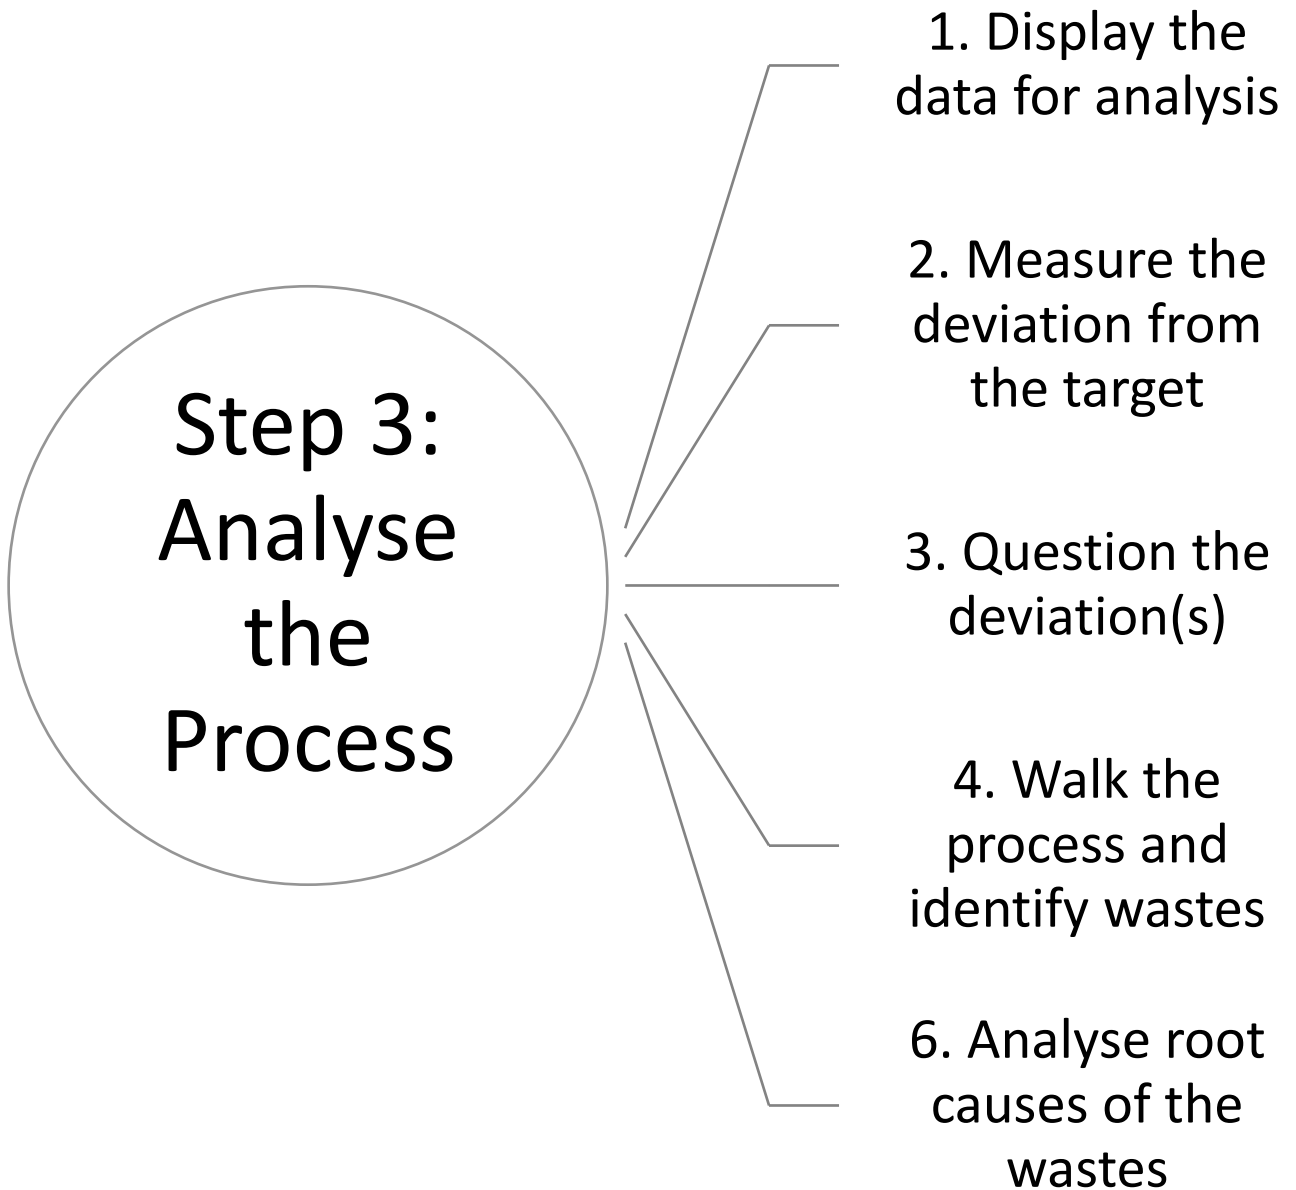 Step 3:
Analyse
the
Process
1. Display the
data for analysis
2. Measure the
deviation from
the target
3. Question the
deviation(s)
4. Walk the
process and
identify wastes
6. Analyse root
causes of the
wastes